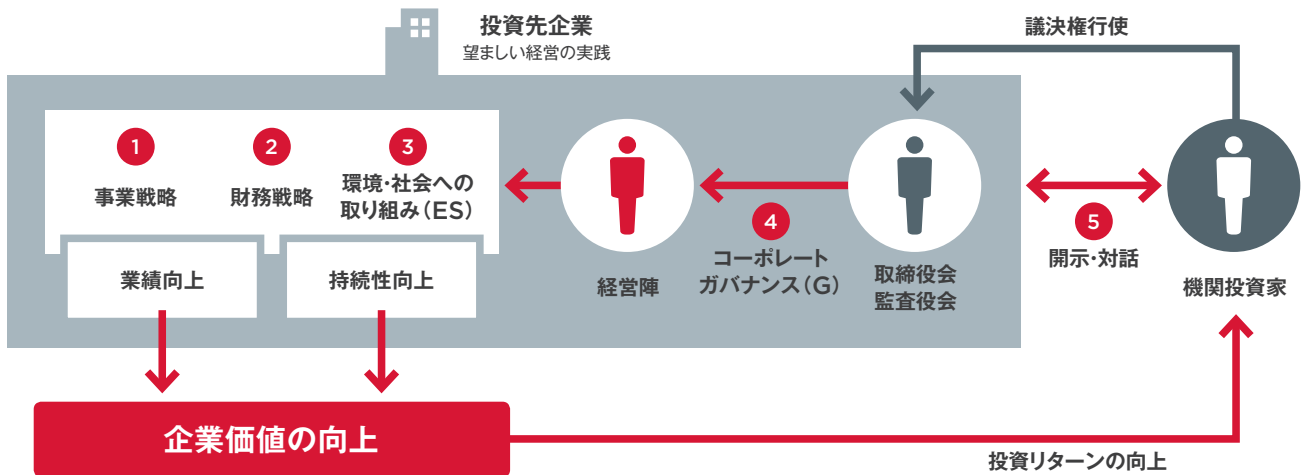 投資先企業
望ましい経営の実践
議決権行使
1
事業戦略
2
財務戦略
3
環境・社会への
取り組み（ES）
業績向上
持続性向上
経営陣
4
コーポレート
ガバナンス（G）
取締役会
監査役会
5
開示・対話
機関投資家
企業価値の向上
投資リターンの向上